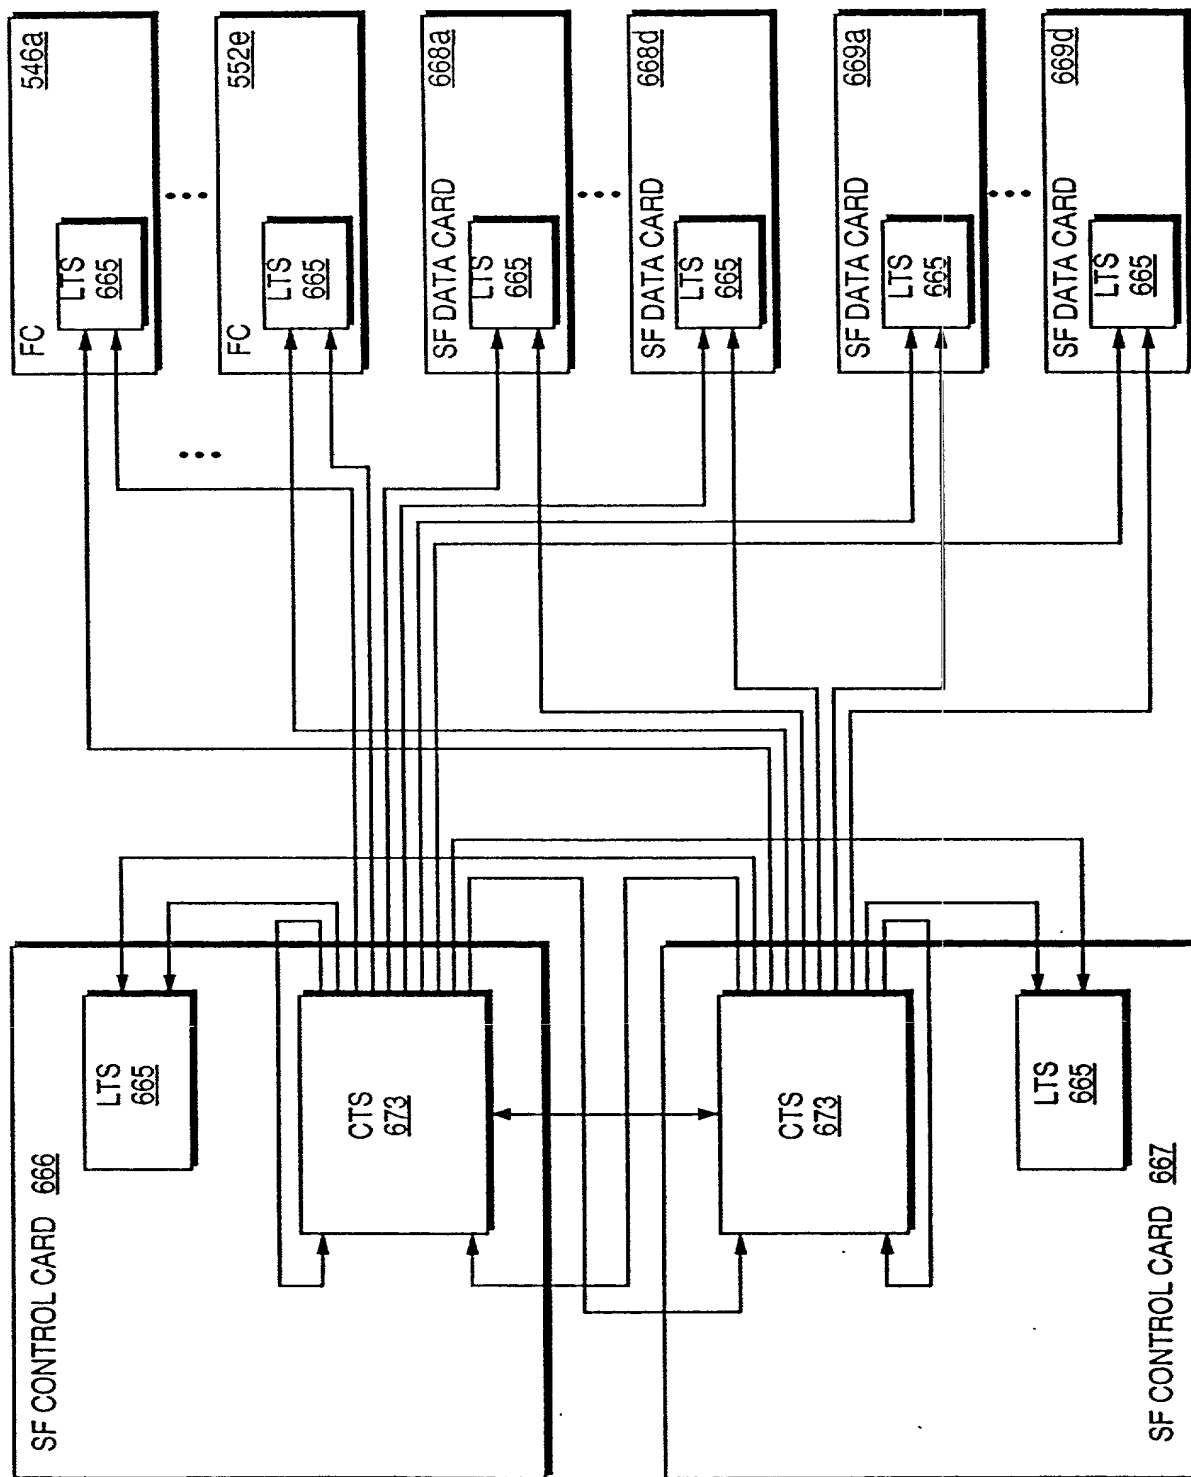 546a
FC
LTS
665
552e
FC
LTS
665
668a
SF DATA CARD
LTS
665
668d
SF DATA CARD
LTS
665
669a
SF DATA CARD
LTS
665
669d
SF DATA CARD
LTS
665
SF CONTROL CARD 666
LTS
665
CTS
673
CTS
673
LTS
665
SF CONTROL CARD 667